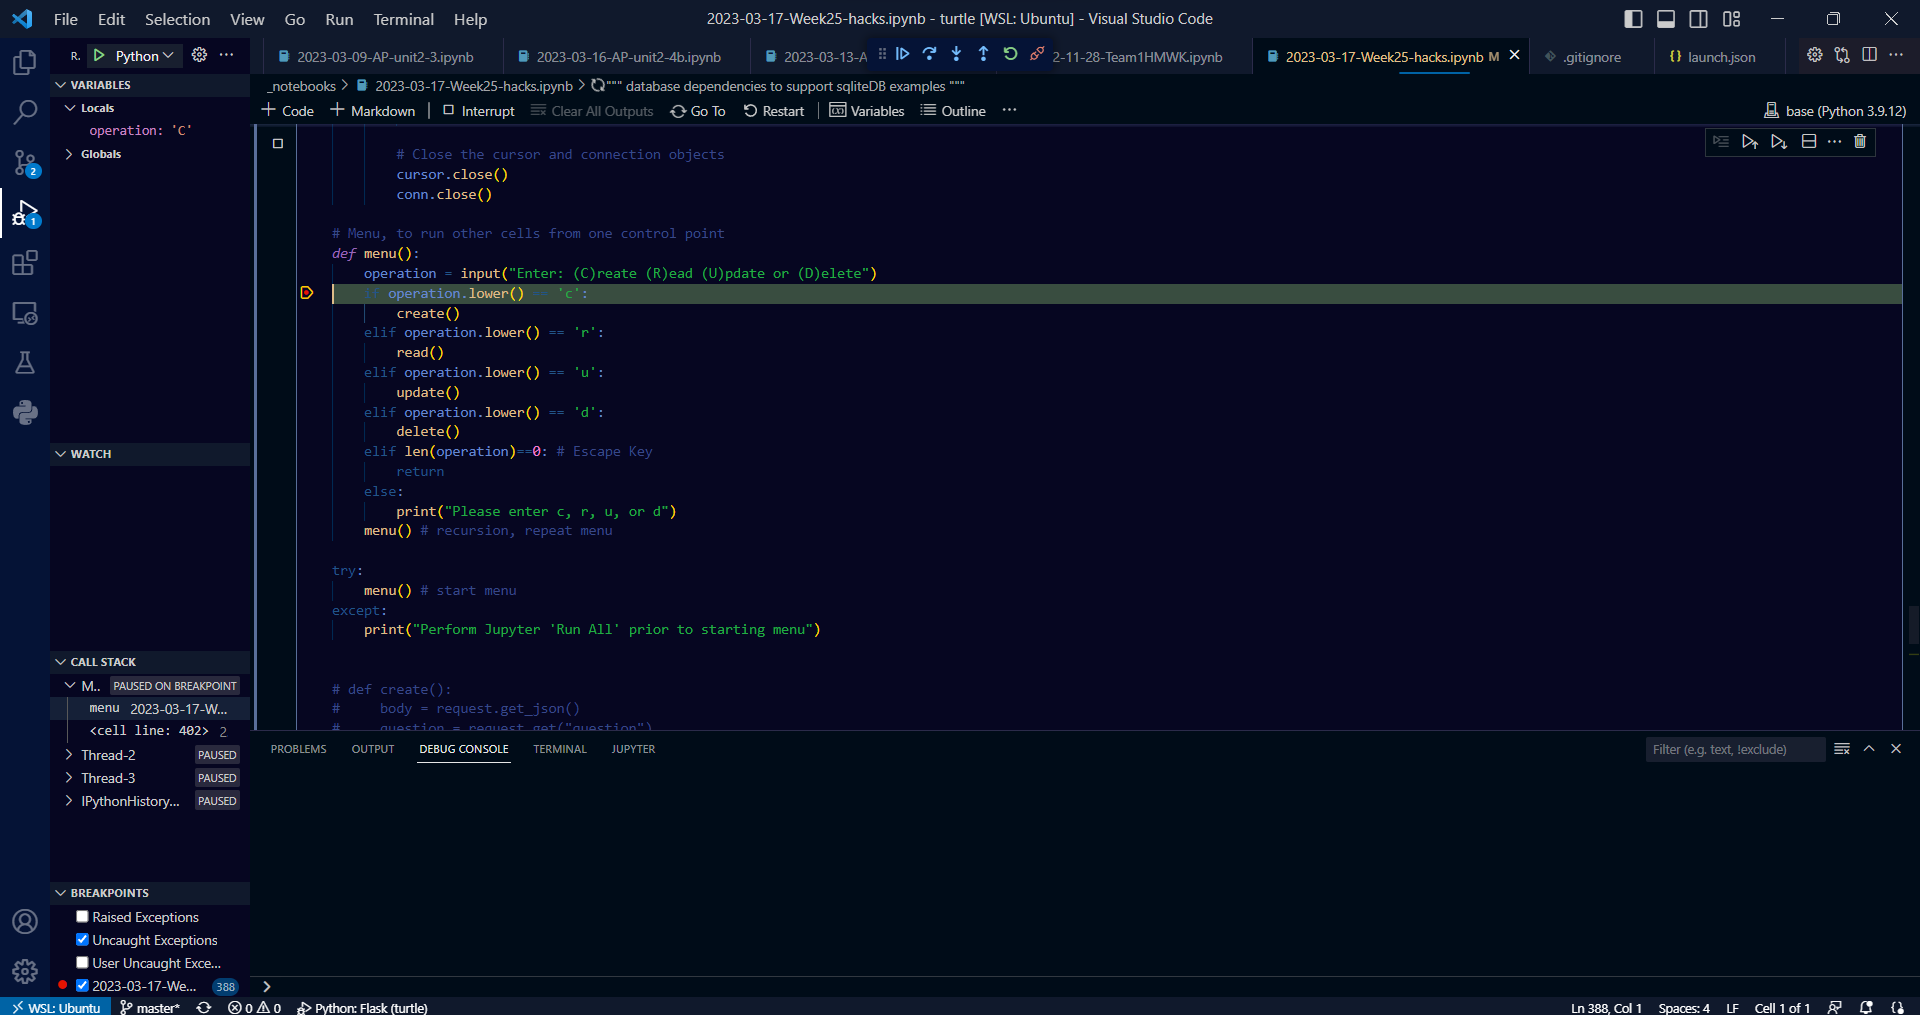 File Edit Selection View Go Run Terminal Help 2023-03-17-Week25-hacks.ipynb - turtle [WSL: Ubuntu] - Visual Studio Code
R. Python ··· 2023-03-09-AP-unit2-3.ipynb 2023-03-16-AP-unit2-4b.ipynb 2023-03-13-A 2-11-28-Team1HMWK.ipynb 2023-03-17-Week25-hacks.ipynb M .gitignore {} launch.json ···
_notebooks > 2023-03-17-Week25-hacks.ipynb > """ database dependencies to support sqliteDB examples """
+ Code + Markdown | Interrupt Clear All Outputs Go To Restart | Variables Outline ··· base (Python 3.9.12)
VARIABLES
Locals
operation: 'C'
Globals
WATCH
CALL STACK
M.. PAUSED ON BREAKPOINT
menu 2023-03-17-W...
<cell line: 402> 2
Thread-2 PAUSED
Thread-3 PAUSED
IPythonHistory... PAUSED
BREAKPOINTS
Raised Exceptions
Uncaught Exceptions
User Uncaught Exce...
2023-03-17-We... 388
2
1
# Close the cursor and connection objects
cursor.close()
conn.close()
# Menu, to run other cells from one control point
def menu():
operation = input("Enter: (C)reate (R)ead (U)pdate or (D)elete")
if operation.lower() == 'c':
create()
elif operation.lower() == 'r':
read()
elif operation.lower() == 'u':
update()
elif operation.lower() == 'd':
delete()
elif len(operation)==0: # Escape Key
return
else:
print("Please enter c, r, u, or d")
menu() # recursion, repeat menu
try:
menu() # start menu
except:
print("Perform Jupyter 'Run All' prior to starting menu")
# def create():
# body = request.get_json()
# question = request.get("question")
PROBLEMS OUTPUT DEBUG CONSOLE TERMINAL JUPYTER Filter (e.g. text, !exclude)
>
WSL: Ubuntu master* 0 0 Python: Flask (turtle) Ln 388, Col 1 Spaces: 4 LF Cell 1 of 1